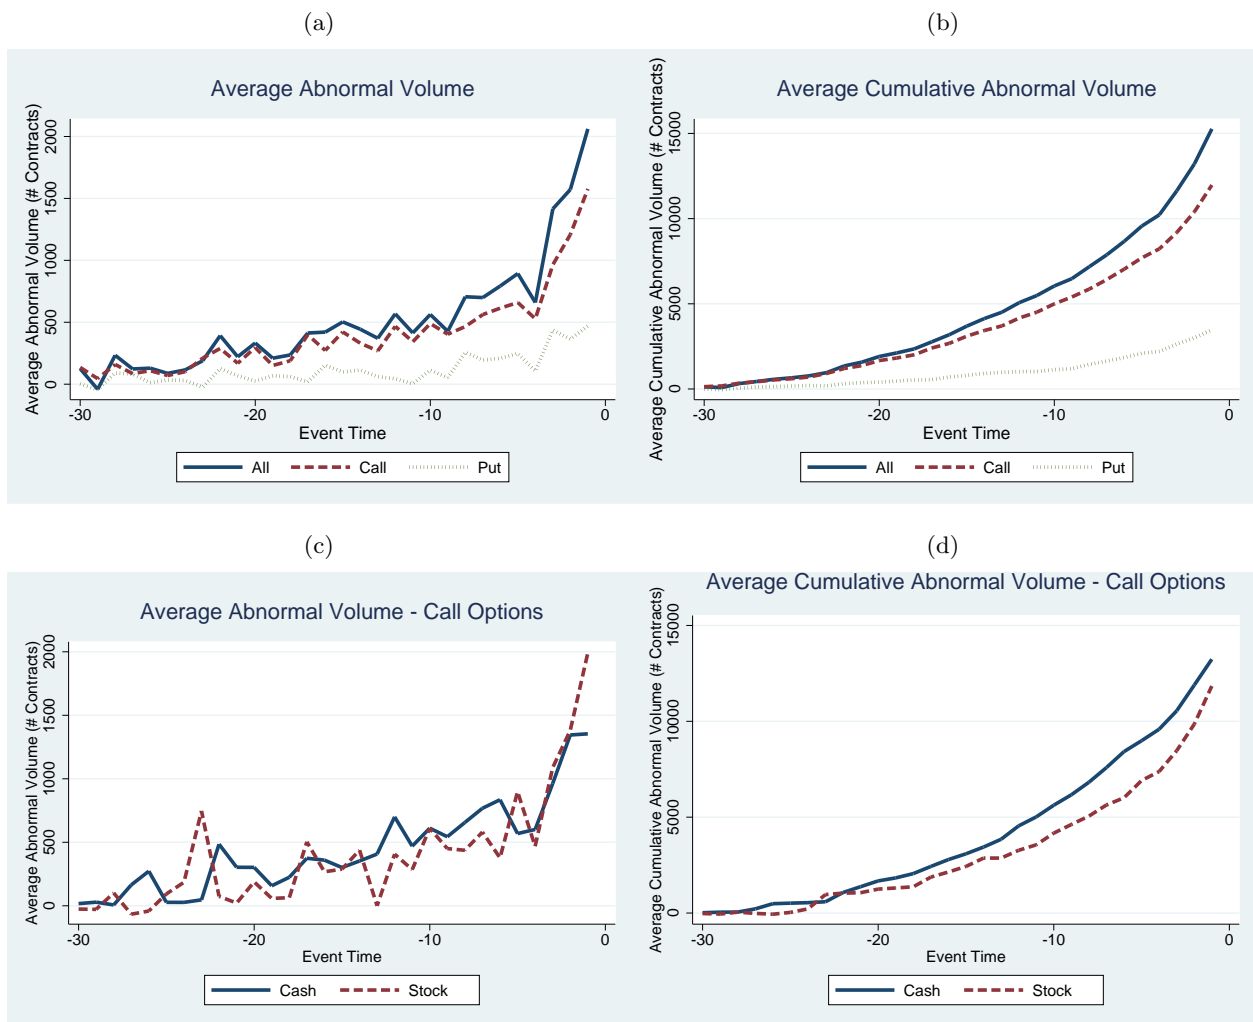 (a)
(b)
Average Abnormal Volume
Average Abnormal Volume (# Contracts)
2000
1500
1000
500
0
-30 -20 -10 0
Event Time
All Call Put
Average Cumulative Abnormal Volume
Average Cumulative Abnormal Volume (# Contracts)
15000
10000
5000
0
-30 -20 -10 0
Event Time
All Call Put
(c)
(d)
Average Abnormal Volume - Call Options
Average Abnormal Volume (# Contracts)
2000
1500
1000
500
0
-30 -20 -10 0
Event Time
Cash Stock
Average Cumulative Abnormal Volume - Call Options
Average Cumulative Abnormal Volume (# Contracts)
15000
10000
5000
0
-30 -20 -10 0
Event Time
Cash Stock